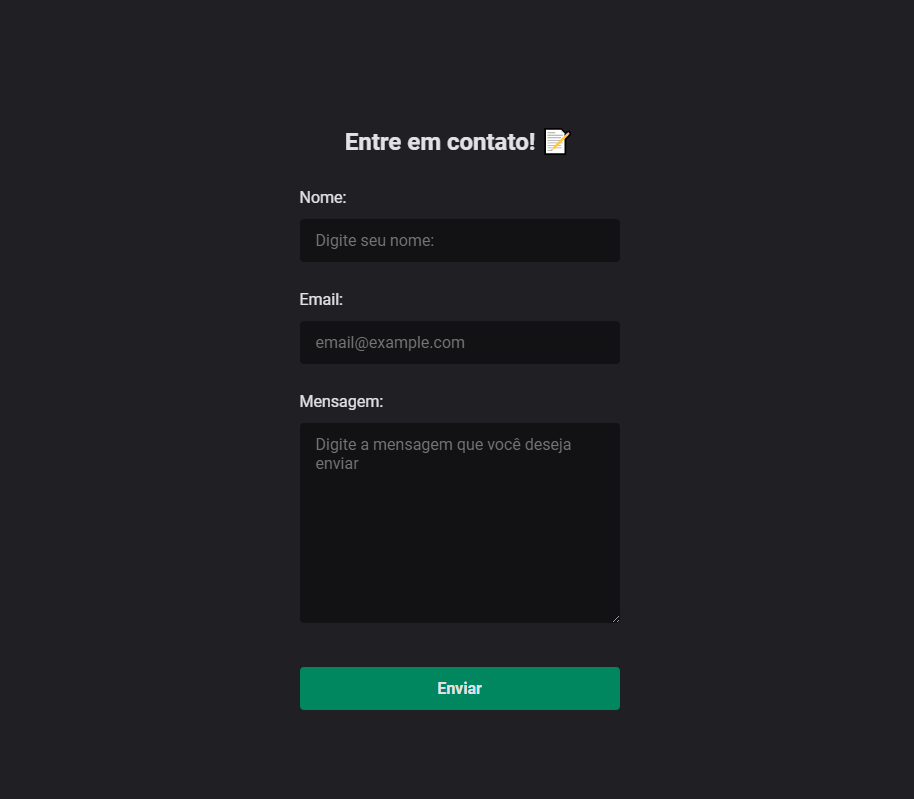 Entre em contato! 📝
Nome:
Digite seu nome:
Email:
email@example.com
Mensagem:
Digite a mensagem que você deseja
enviar
Enviar